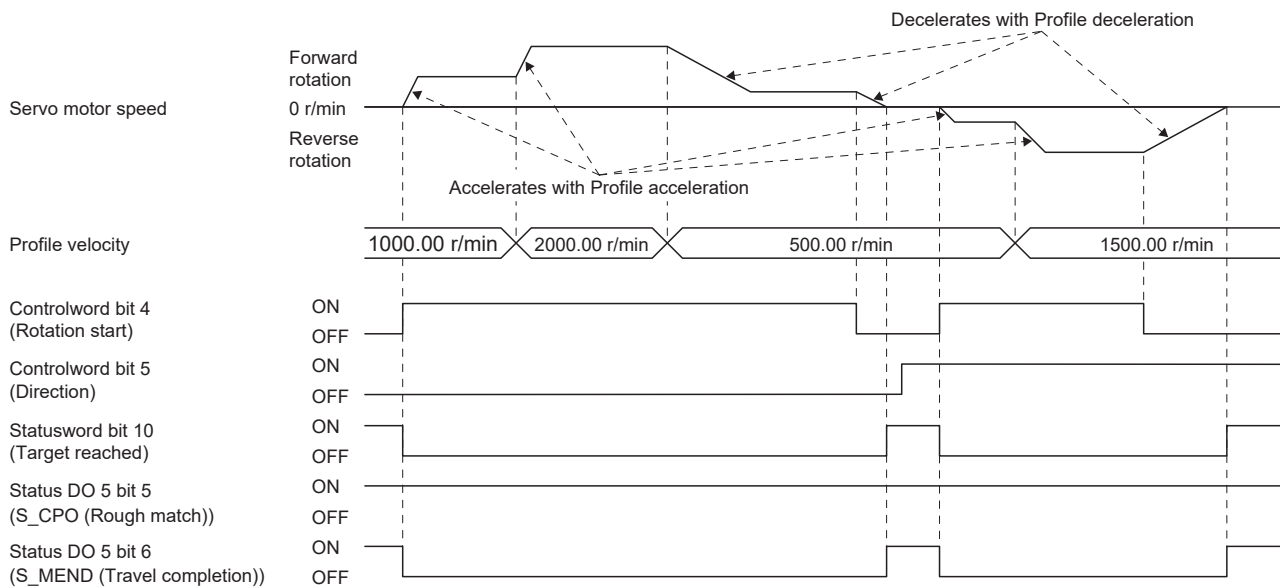 Decelerates with Profile deceleration
Forward
rotation
Servo motor speed
0 r/min
Reverse
rotation
Accelerates with Profile acceleration
Profile velocity
1000.00 r/min
2000.00 r/min
500.00 r/min
1500.00 r/min
Controlword bit 4
(Rotation start)
ON
OFF
Controlword bit 5
(Direction)
ON
OFF
Statusword bit 10
(Target reached)
ON
OFF
Status DO 5 bit 5
(S_CPO (Rough match))
ON
OFF
Status DO 5 bit 6
(S_MEND (Travel completion))
ON
OFF